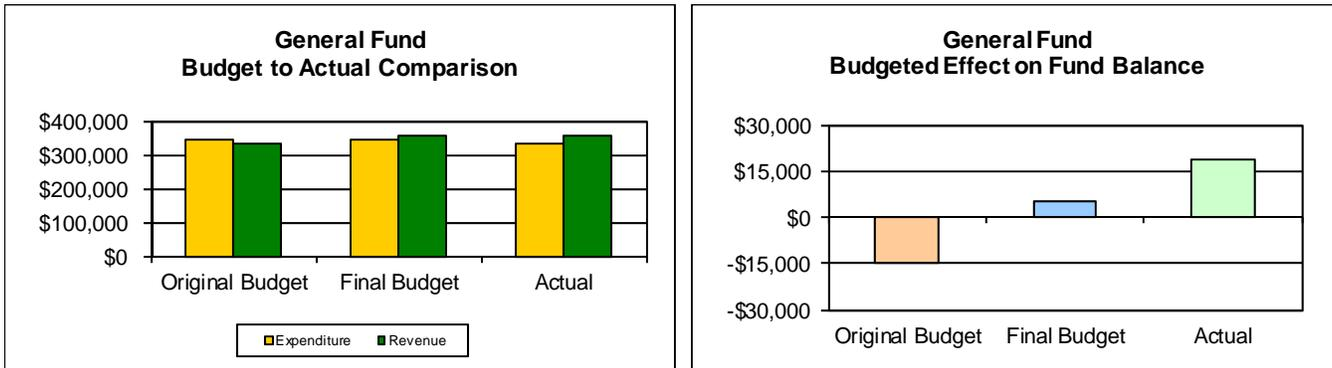 General Fund
Budget to Actual Comparison
$400,000
$300,000
$200,000
$100,000
$0
Original Budget Final Budget Actual
Expenditure Revenue
General Fund
Budgeted Effect on Fund Balance
$30,000
$15,000
$0
-$15,000
-$30,000
Original Budget Final Budget Actual